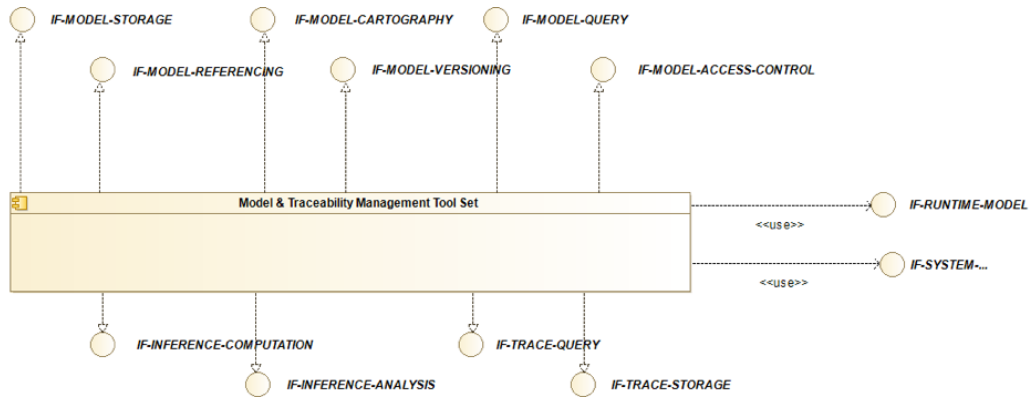 IF-MODEL-STORAGE
IF-MODEL-CARTOGRAPHY
IF-MODEL-QUERY
IF-MODEL-REFERENCING
IF-MODEL-VERSIONING
IF-MODEL-ACCESS-CONTROL
Model & Traceability Management Tool Set
IF-RUNTIME-MODEL
<<use>>
IF-SYSTEM-...
<<use>>
IF-INFERENCE-COMPUTATION
IF-TRACE-QUERY
IF-INFERENCE-ANALYSIS
IF-TRACE-STORAGE